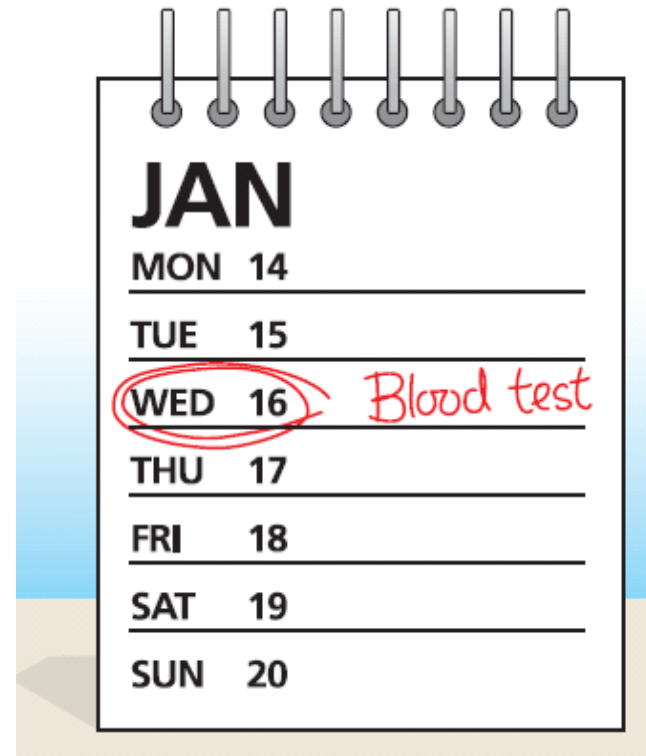 JAN
MON 14
TUE 15
WED 16 Blood test
THU 17
FRI 18
SAT 19
SUN 20